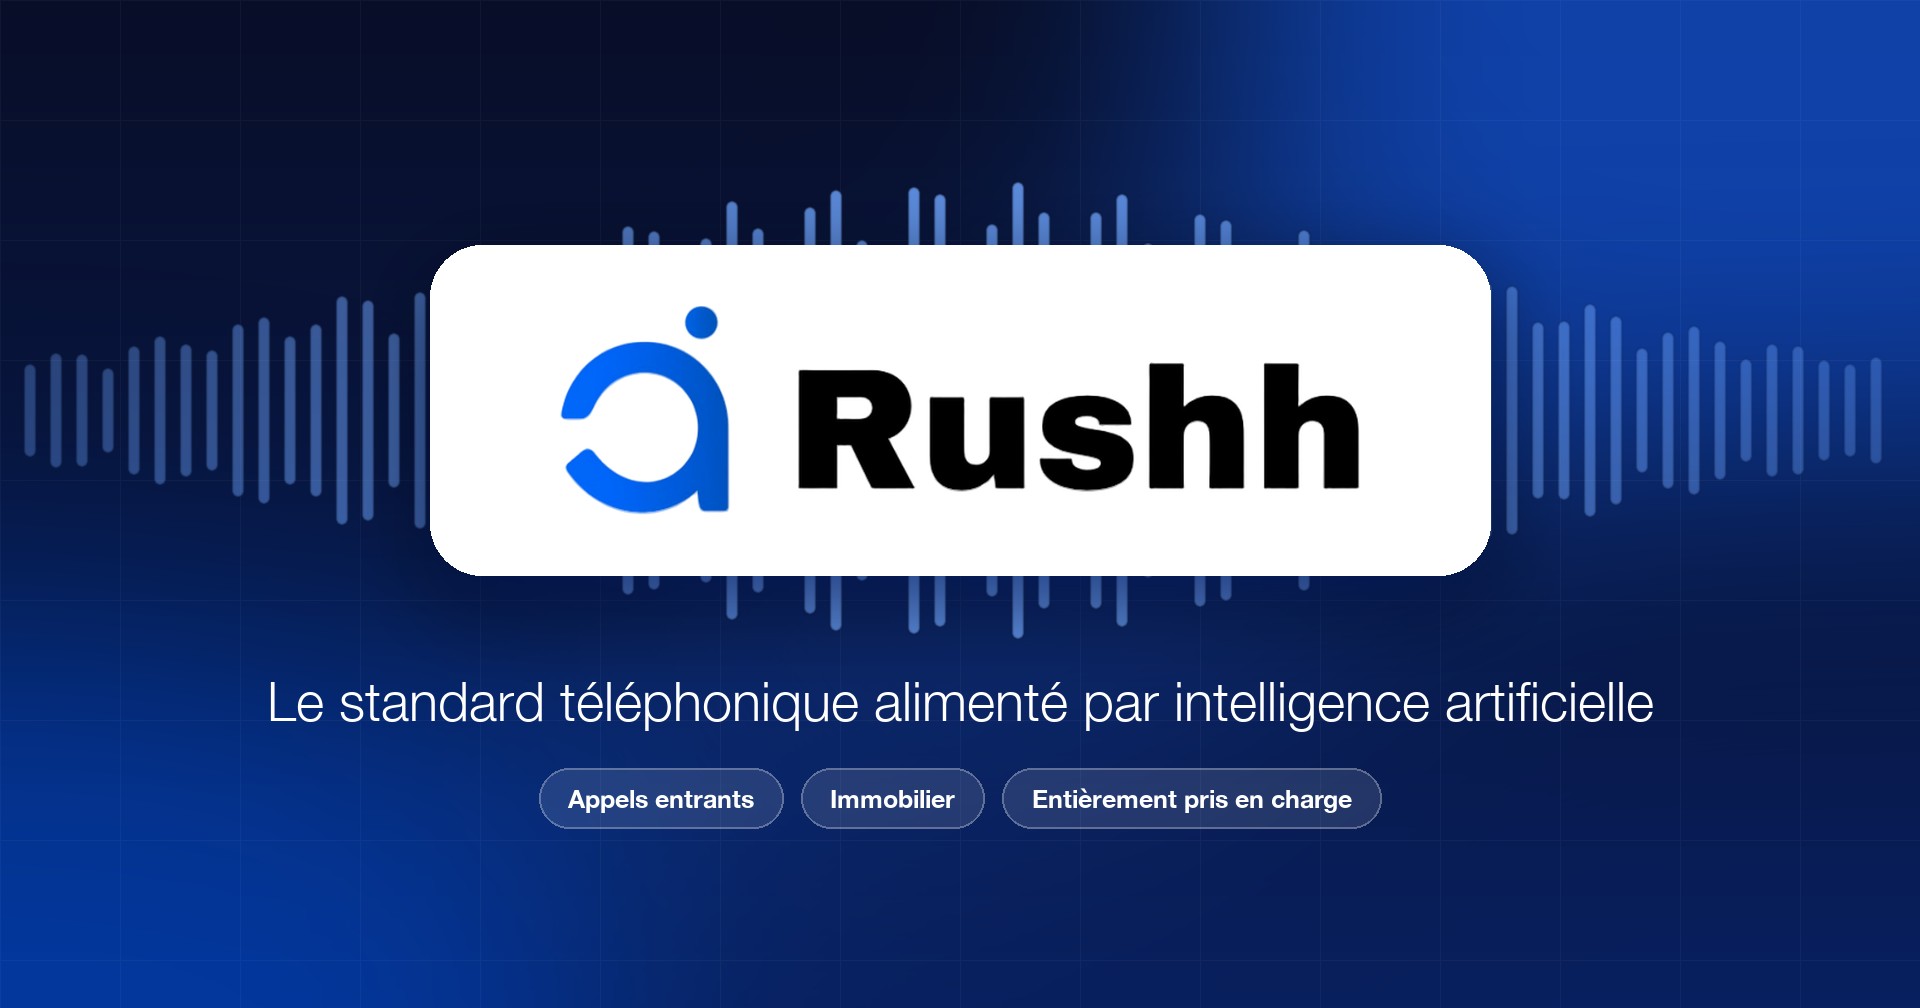 Rushh
Le standard téléphonique alimenté par intelligence artificielle
Appels entrants
Immobilier
Entièrement pris en charge